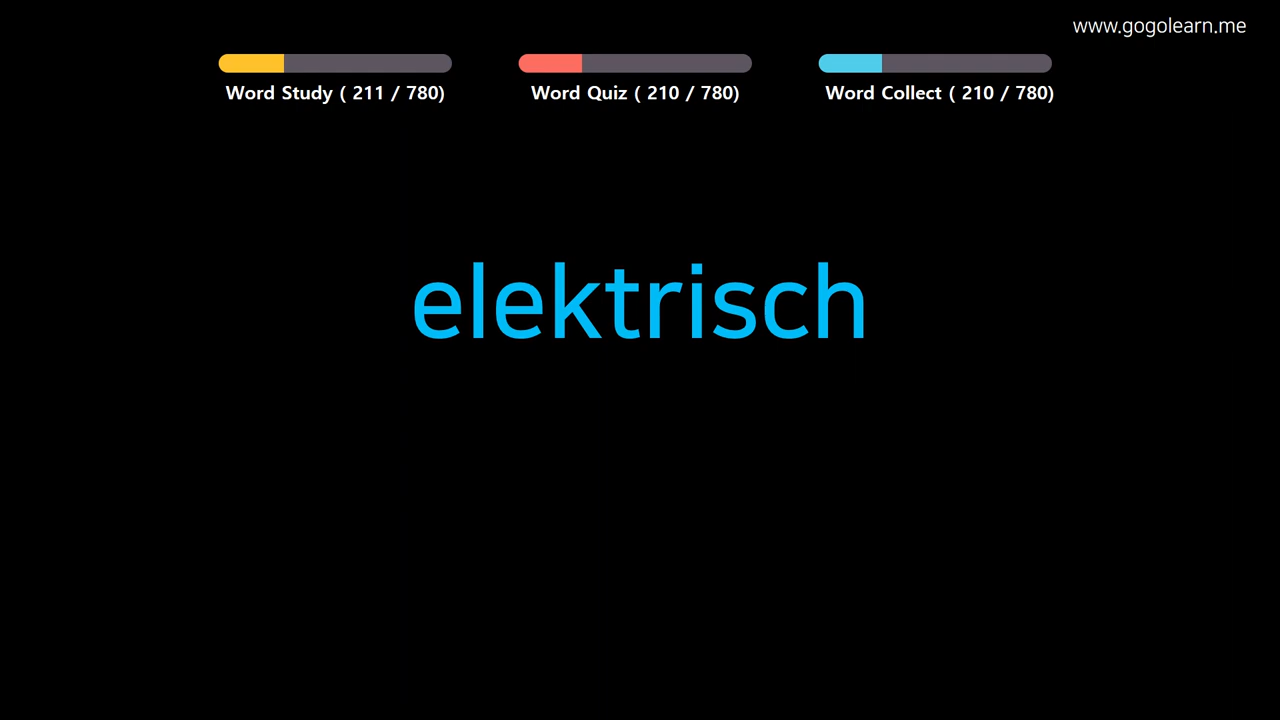 www.gogolearn.me
Word Study ( 211 / 780)
Word Quiz ( 210 / 780)
Word Collect ( 210 / 780)
elektrisch